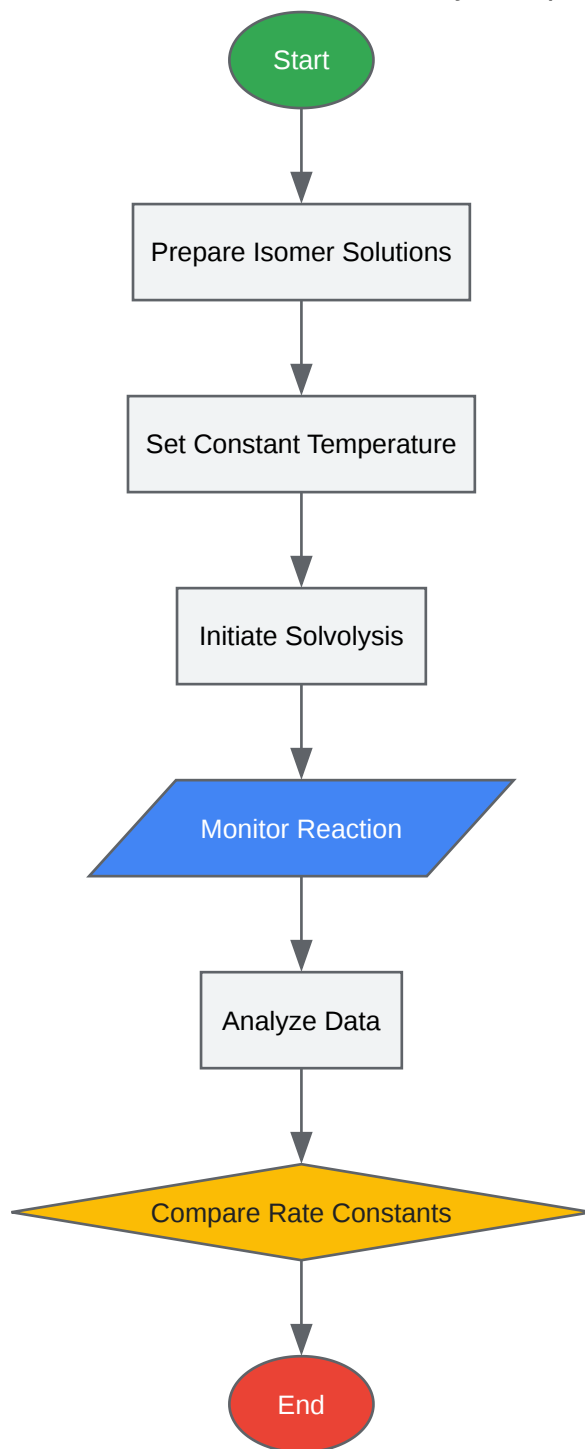 Start
Prepare Isomer Solutions
Set Constant Temperature
Initiate Solvolysis
Monitor Reaction
Analyze Data
Compare Rate Constants
End